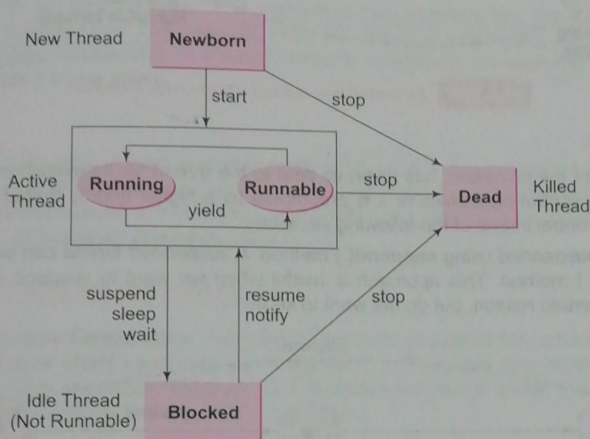 New Thread
Newborn
start
stop
Active
Thread
Running
Runnable
yield
stop
Dead
Killed
Thread
suspend
sleep
wait
resume
notify
stop
Idle Thread
(Not Runnable)
Blocked